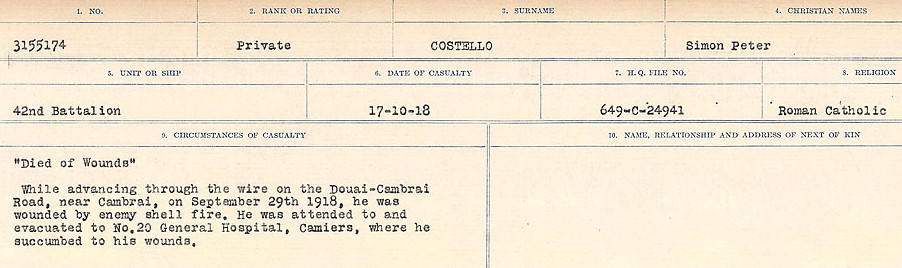 1. NO. 2. RANK OR RATING 3. SURNAME 4. CHRISTIAN NAMES
3155174 Private COSTELLO Simon Peter
5. UNIT OR SHIP 6. DATE OF CASUALTY 7. H.Q. FILE NO. 8. RELIGION
42nd Battalion 17-10-18 649-C-24941 Roman Catholic
9. CIRCUMSTANCES OF CASUALTY 10. NAME, RELATIONSHIP AND ADDRESS OF NEXT OF KIN
"Died of Wounds"
While advancing through the wire on the Douai-Cambrai
Road, near Cambrai, on September 29th 1918, he was
wounded by enemy shell fire. He was attended to and
evacuated to No.20 General Hospital, Camiers, where he
succumbed to his wounds.